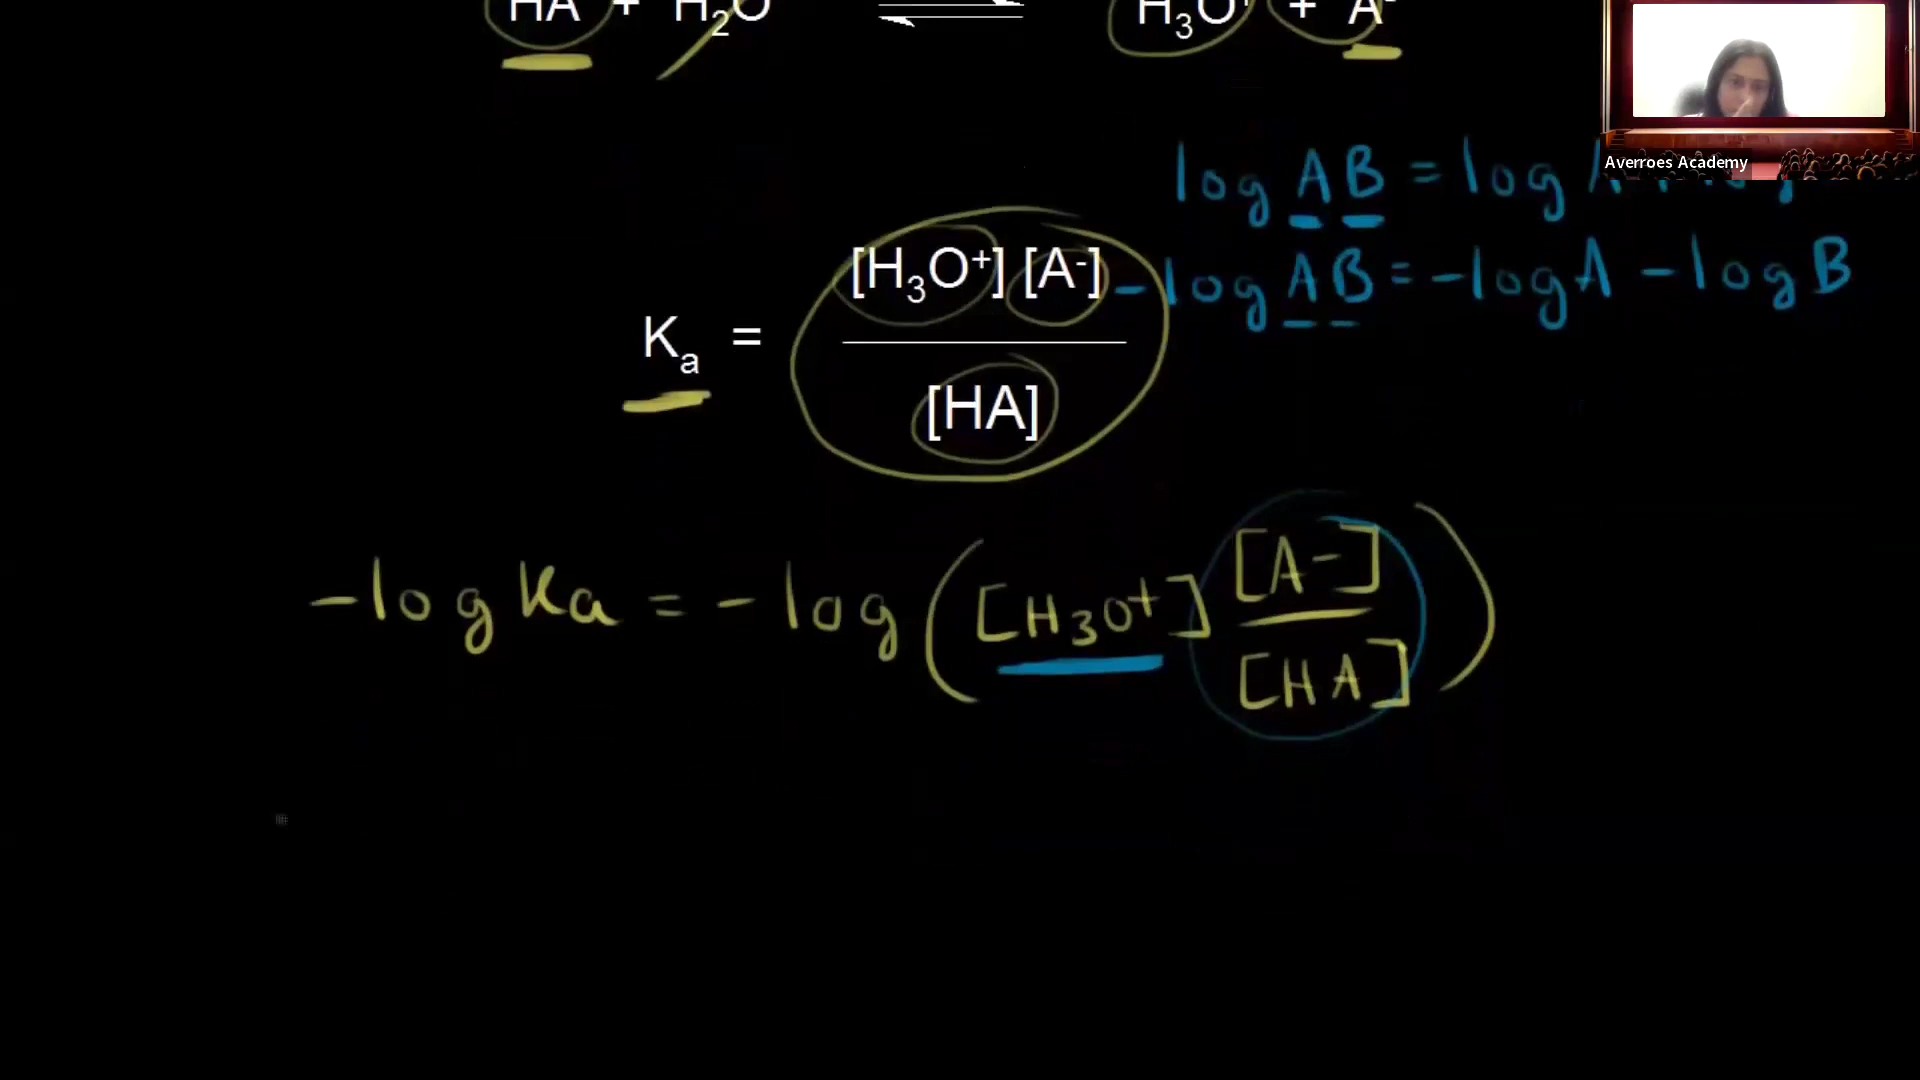 HA + H₂O ⇌ H₃O⁺ + A⁻
Averroes Academy
log AB = log
-log AB = -log A - log B
[H₃O⁺] [A⁻]
Kₐ =
[HA]
-log Ka = -log ([H₃O⁺] [A⁻]
[HA] )